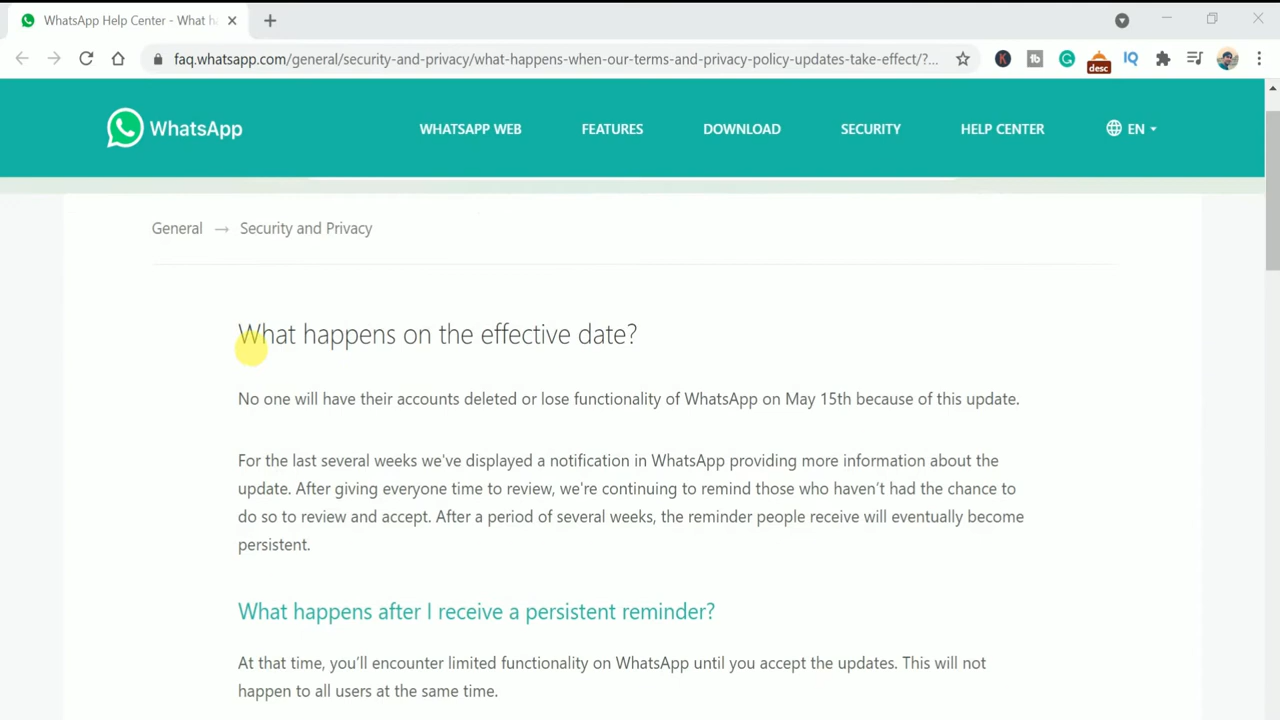 WhatsApp Help Center - What h
faq.whatsapp.com/general/security-and-privacy/what-happens-when-our-terms-and-privacy-policy-updates-take-effect/?...
K
tb
G
desc
IQ
WhatsApp
WHATSAPP WEB
FEATURES
DOWNLOAD
SECURITY
HELP CENTER
EN
General → Security and Privacy
What happens on the effective date?
No one will have their accounts deleted or lose functionality of WhatsApp on May 15th because of this update.
For the last several weeks we've displayed a notification in WhatsApp providing more information about the
update. After giving everyone time to review, we're continuing to remind those who haven't had the chance to
do so to review and accept. After a period of several weeks, the reminder people receive will eventually become
persistent.
What happens after I receive a persistent reminder?
At that time, you'll encounter limited functionality on WhatsApp until you accept the updates. This will not
happen to all users at the same time.